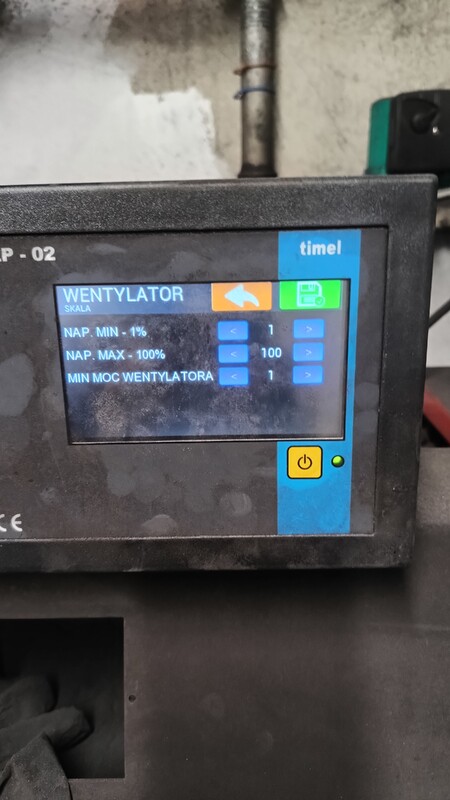 P - 02
timel
WENTYLATOR
SKALA
NAP. MIN - 1% < 1 >
NAP. MAX - 100% < 100 >
MIN MOC WENTYLATORA < 1 >
CE